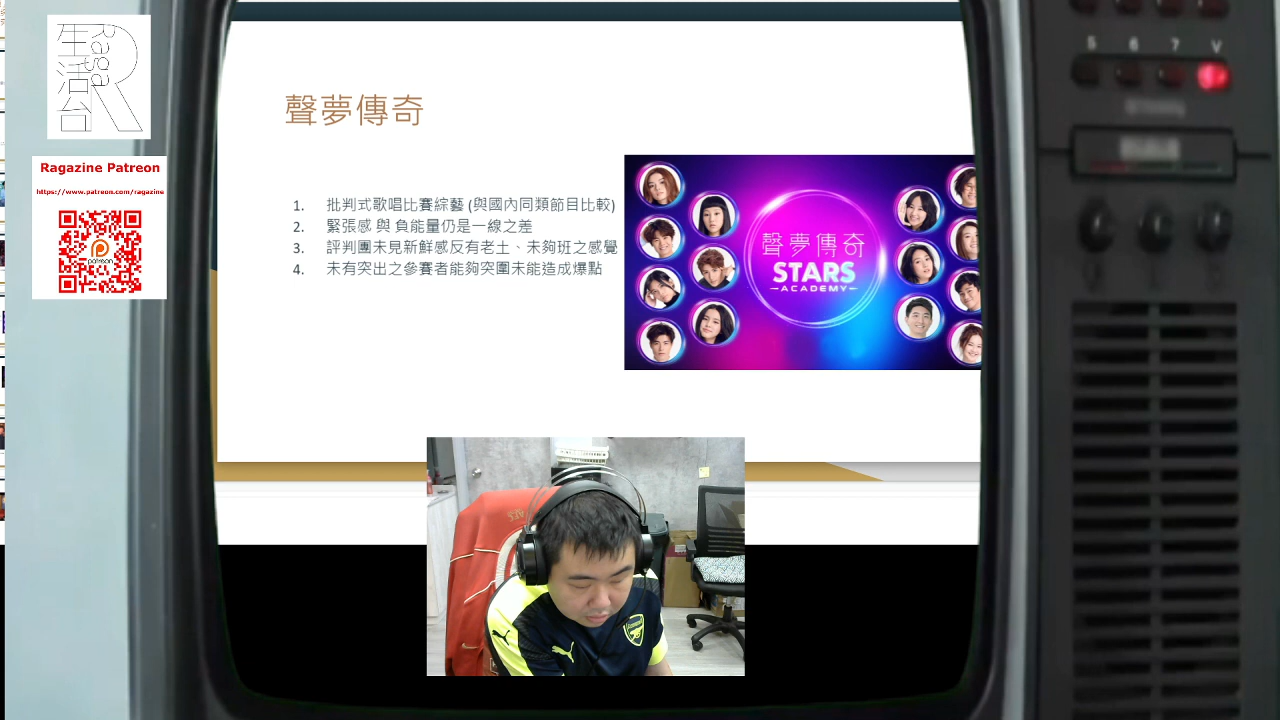 生活台
Ragazine
Ragazine Patreon
https://www.patreon.com/ragazine
patreon
聲夢傳奇
1. 批判式歌唱比賽綜藝 (與國內同類節目比較)
2. 緊張感 與 負能量仍是一線之差
3. 評判團未見新鮮感反有老土、未夠班之感覺
4. 未有突出之參賽者能夠突圍未能造成爆點
聲夢傳奇
STARS
ACADEMY
5 6 7 V
Arsenal